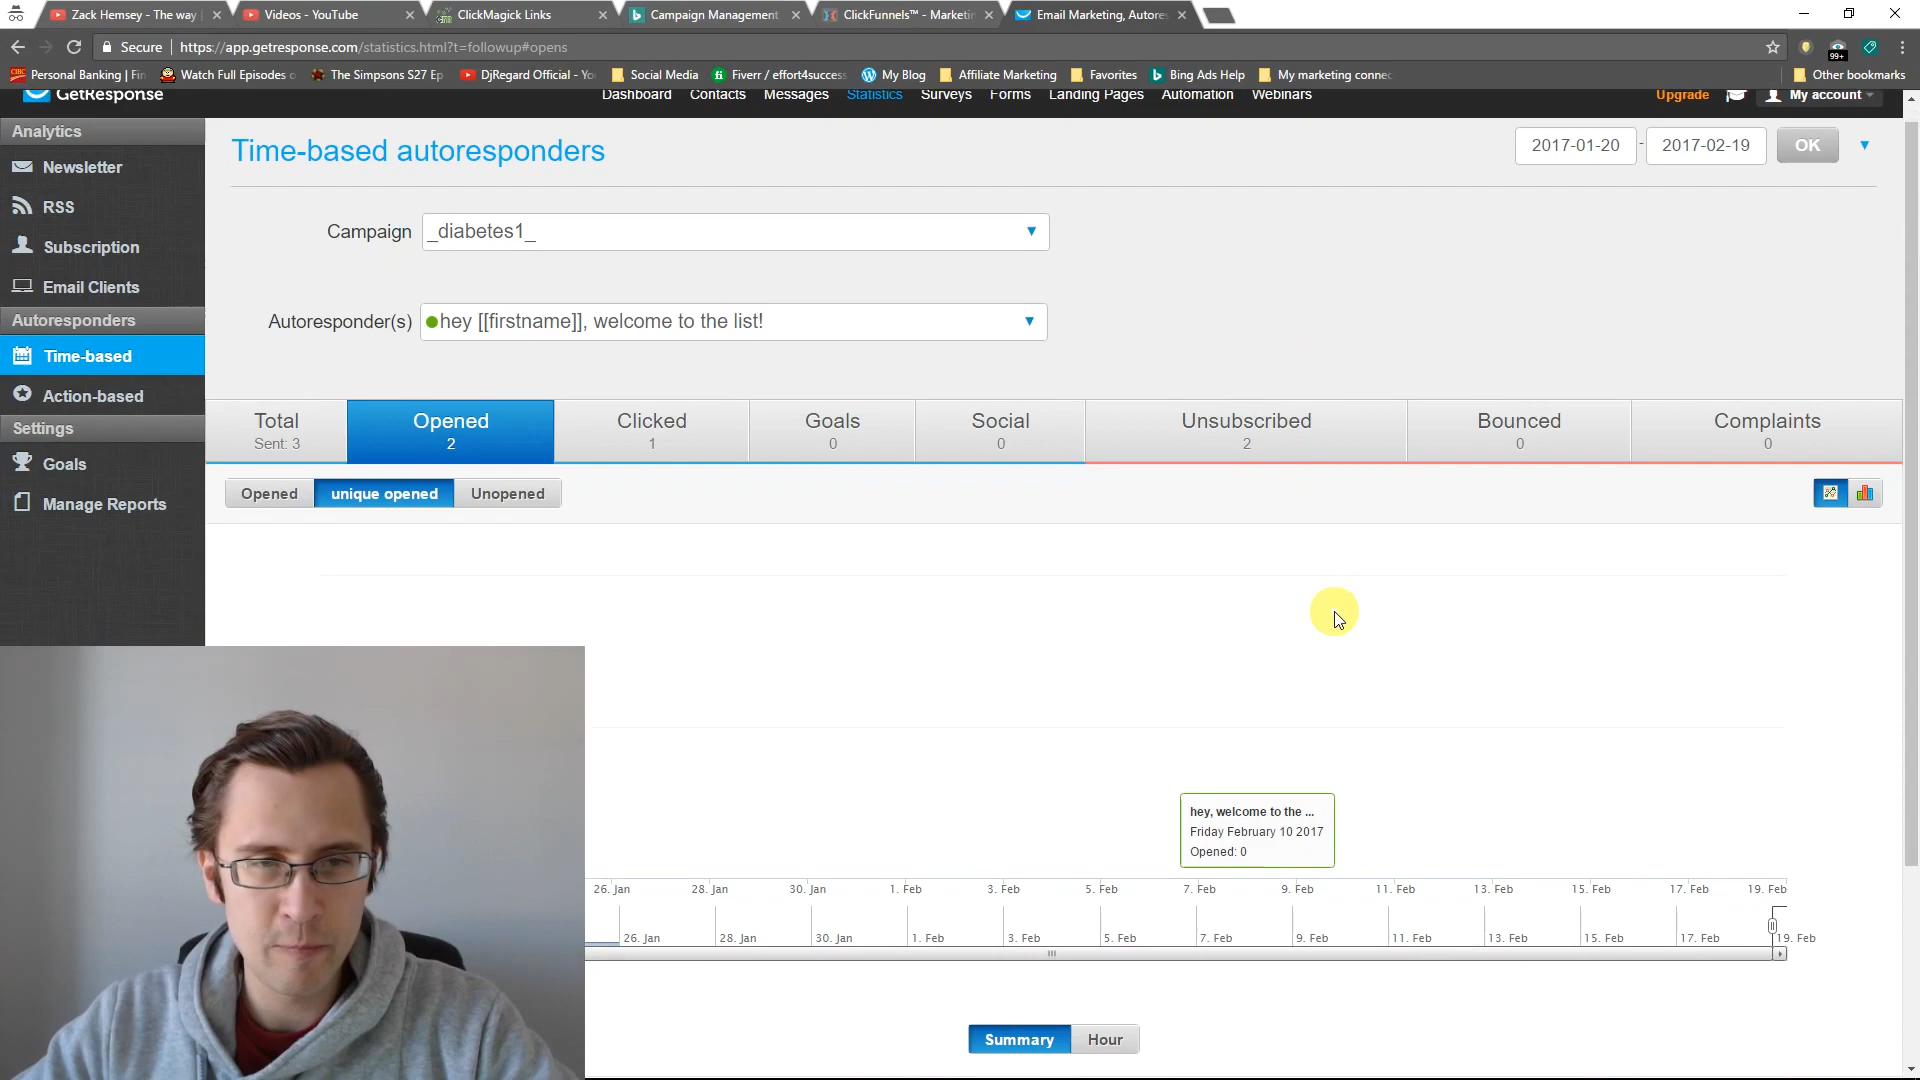 Zack Hemsey - The way
Videos - YouTube
ClickMagick Links
Campaign Management
ClickFunnels™ - Marketin
Email Marketing, Autores
Secure
https://app.getresponse.com/statistics.html?t=followup#opens
99+
CIBC Personal Banking | Fin
Watch Full Episodes o
The Simpsons S27 Ep
DjRegard Official - Yo
Social Media
Fiverr / effort4success
My Blog
Affiliate Marketing
Favorites
Bing Ads Help
My marketing connec
Other bookmarks
GetResponse
Dashboard
Contacts
Messages
Statistics
Surveys
Forms
Landing Pages
Automation
Webinars
Upgrade
My account
Analytics
Newsletter
RSS
Subscription
Email Clients
Autoresponders
Time-based
Action-based
Settings
Goals
Manage Reports
Time-based autoresponders
2017-01-20 - 2017-02-19 OK
Campaign _diabetes1_
Autoresponder(s) hey [[firstname]], welcome to the list!
Total
Sent: 3
Opened
2
Clicked
1
Goals
0
Social
0
Unsubscribed
2
Bounced
0
Complaints
0
Opened unique opened Unopened
hey, welcome to the ...
Friday February 10 2017
Opened: 0
26. Jan 28. Jan 30. Jan 1. Feb 3. Feb 5. Feb 7. Feb 9. Feb 11. Feb 13. Feb 15. Feb 17. Feb 19. Feb
26. Jan 28. Jan 30. Jan 1. Feb 3. Feb 5. Feb 7. Feb 9. Feb 11. Feb 13. Feb 15. Feb 17. Feb 19. Feb
Summary Hour